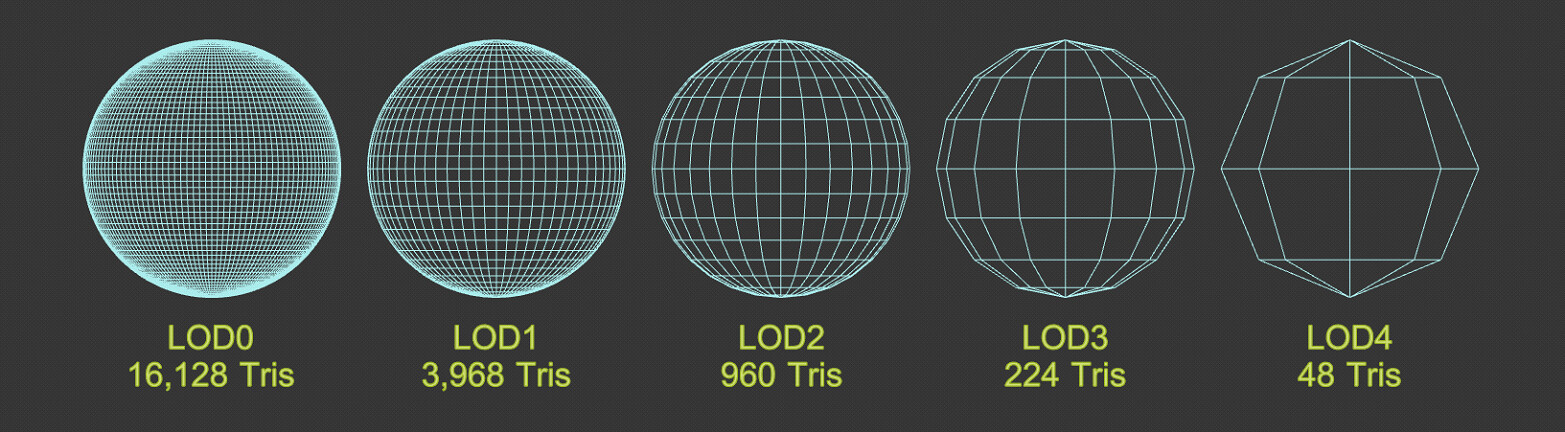 LOD0
16,128 Tris
LOD1
3,968 Tris
LOD2
960 Tris
LOD3
224 Tris
LOD4
48 Tris